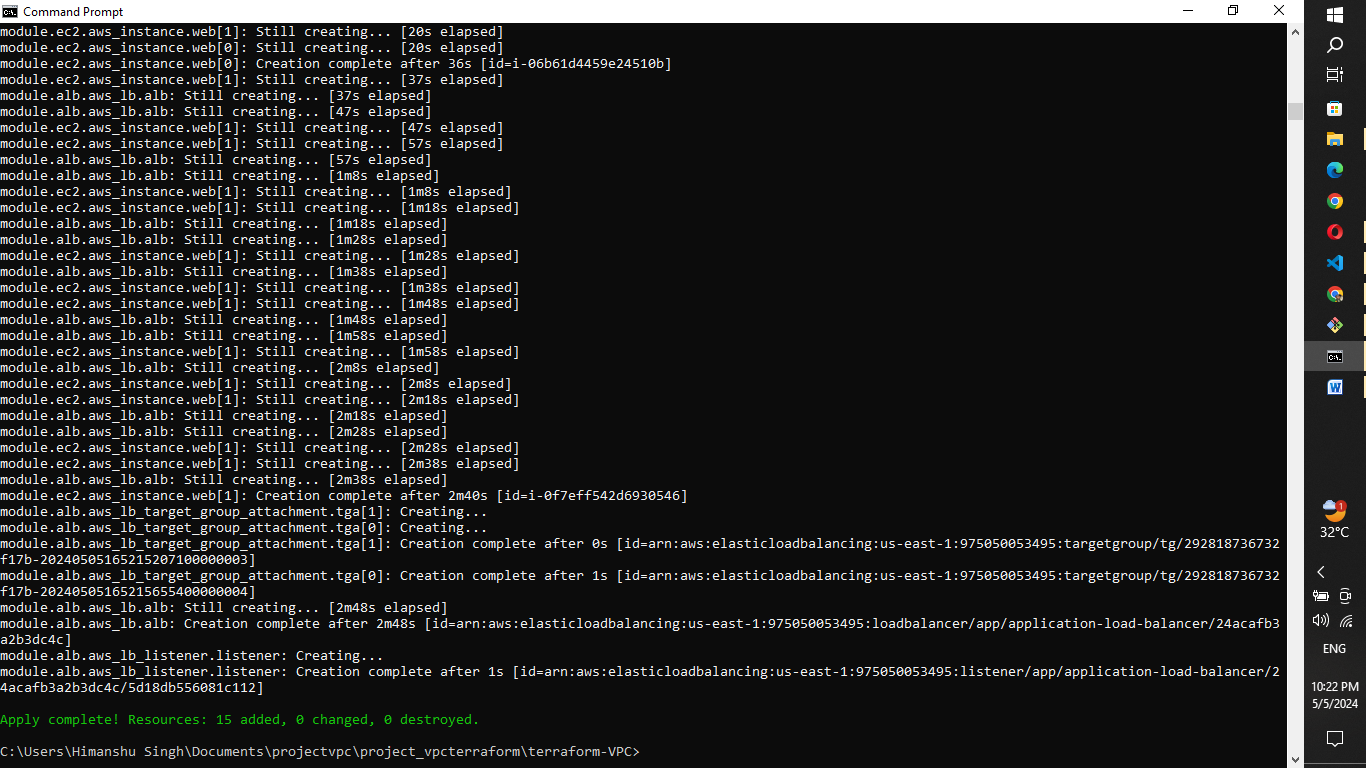 Command Prompt
module.ec2.aws_instance.web[1]: Still creating... [20s elapsed]
module.ec2.aws_instance.web[0]: Still creating... [20s elapsed]
module.ec2.aws_instance.web[0]: Creation complete after 36s [id=i-06b61d4459e24510b]
module.ec2.aws_instance.web[1]: Still creating... [37s elapsed]
module.alb.aws_lb.alb: Still creating... [37s elapsed]
module.alb.aws_lb.alb: Still creating... [47s elapsed]
module.ec2.aws_instance.web[1]: Still creating... [47s elapsed]
module.ec2.aws_instance.web[1]: Still creating... [57s elapsed]
module.alb.aws_lb.alb: Still creating... [57s elapsed]
module.alb.aws_lb.alb: Still creating... [1m8s elapsed]
module.ec2.aws_instance.web[1]: Still creating... [1m8s elapsed]
module.ec2.aws_instance.web[1]: Still creating... [1m18s elapsed]
module.alb.aws_lb.alb: Still creating... [1m18s elapsed]
module.alb.aws_lb.alb: Still creating... [1m28s elapsed]
module.ec2.aws_instance.web[1]: Still creating... [1m28s elapsed]
module.alb.aws_lb.alb: Still creating... [1m38s elapsed]
module.ec2.aws_instance.web[1]: Still creating... [1m38s elapsed]
module.ec2.aws_instance.web[1]: Still creating... [1m48s elapsed]
module.alb.aws_lb.alb: Still creating... [1m48s elapsed]
module.alb.aws_lb.alb: Still creating... [1m58s elapsed]
module.ec2.aws_instance.web[1]: Still creating... [1m58s elapsed]
module.alb.aws_lb.alb: Still creating... [2m8s elapsed]
module.ec2.aws_instance.web[1]: Still creating... [2m8s elapsed]
module.ec2.aws_instance.web[1]: Still creating... [2m18s elapsed]
module.alb.aws_lb.alb: Still creating... [2m18s elapsed]
module.alb.aws_lb.alb: Still creating... [2m28s elapsed]
module.ec2.aws_instance.web[1]: Still creating... [2m28s elapsed]
module.ec2.aws_instance.web[1]: Still creating... [2m38s elapsed]
module.alb.aws_lb.alb: Still creating... [2m38s elapsed]
module.ec2.aws_instance.web[1]: Creation complete after 2m40s [id=i-0f7eff542d6930546]
module.alb.aws_lb_target_group_attachment.tga[1]: Creating...
module.alb.aws_lb_target_group_attachment.tga[0]: Creating...
module.alb.aws_lb_target_group_attachment.tga[1]: Creation complete after 0s [id=arn:aws:elasticloadbalancing:us-east-1:975050053495:targetgroup/tg/292818736732
f17b-20240505165215207100000003]
module.alb.aws_lb_target_group_attachment.tga[0]: Creation complete after 1s [id=arn:aws:elasticloadbalancing:us-east-1:975050053495:targetgroup/tg/292818736732
f17b-20240505165215655400000004]
module.alb.aws_lb.alb: Still creating... [2m48s elapsed]
module.alb.aws_lb.alb: Creation complete after 2m48s [id=arn:aws:elasticloadbalancing:us-east-1:975050053495:loadbalancer/app/application-load-balancer/24acafb3
a2b3dc4c]
module.alb.aws_lb_listener.listener: Creating...
module.alb.aws_lb_listener.listener: Creation complete after 1s [id=arn:aws:elasticloadbalancing:us-east-1:975050053495:listener/app/application-load-balancer/2
4acafb3a2b3dc4c/5d18db556081c112]
Apply complete! Resources: 15 added, 0 changed, 0 destroyed.
C:\Users\Himanshu Singh\Documents\projectvpc\project_vpcterraform\terraform-VPC>
1
32°C
ENG
10:22 PM
5/5/2024